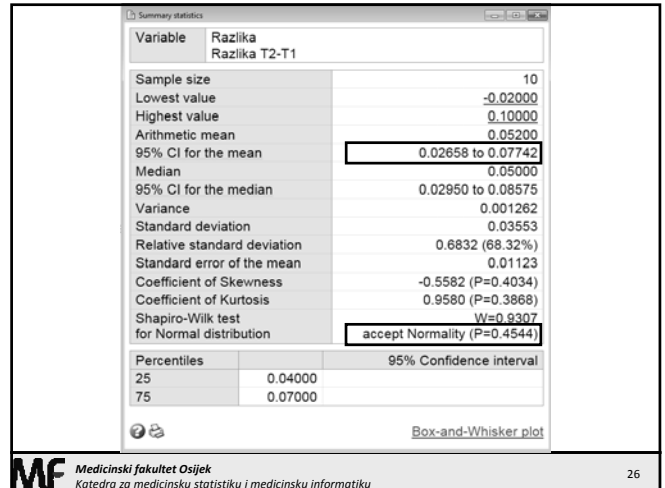 Summary statistics
Variable Razlika
Razlika T2-T1
Sample size 10
Lowest value -0.02000
Highest value 0.10000
Arithmetic mean 0.05200
95% CI for the mean 0.02658 to 0.07742
Median 0.05000
95% CI for the median 0.02950 to 0.08575
Variance 0.001262
Standard deviation 0.03553
Relative standard deviation 0.6832 (68.32%)
Standard error of the mean 0.01123
Coefficient of Skewness -0.5582 (P=0.4034)
Coefficient of Kurtosis 0.9580 (P=0.3868)
Shapiro-Wilk test W=0.9307
for Normal distribution accept Normality (P=0.4544)
Percentiles 95% Confidence interval
25 0.04000
75 0.07000
Box-and-Whisker plot
MF Medicinski fakultet Osijek
Katedra za medicinsku statistiku i medicinsku informatiku
26